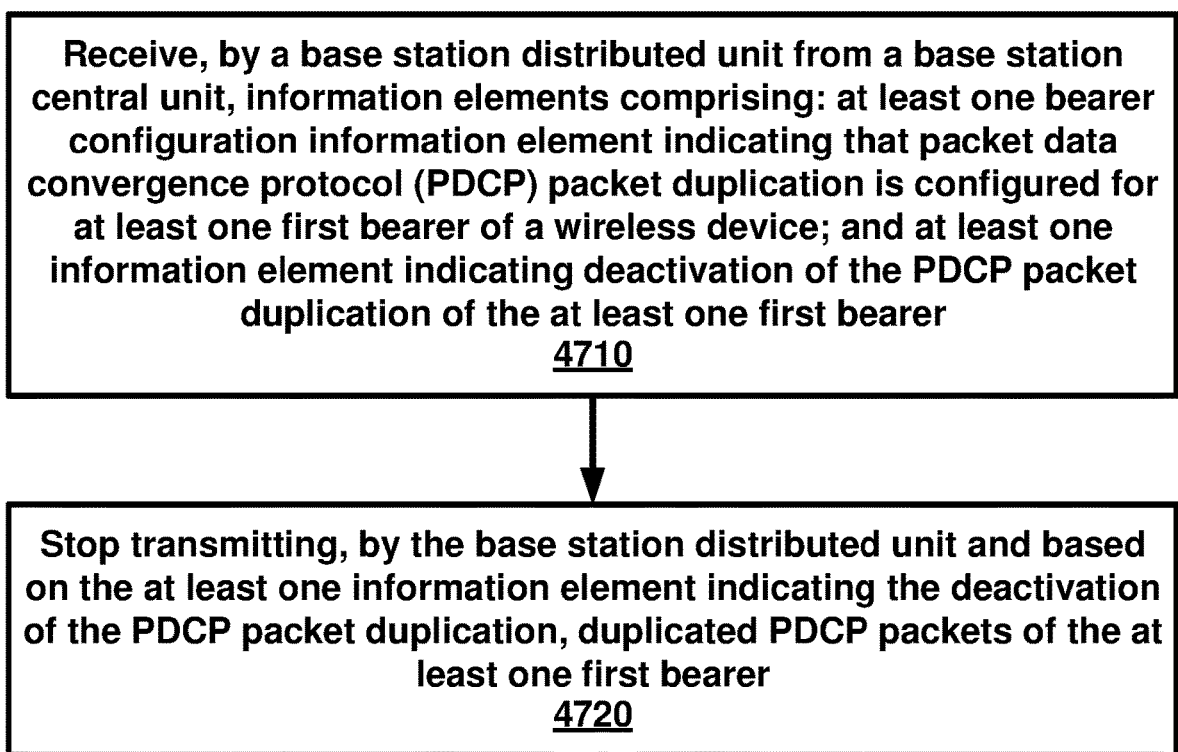 Receive, by a base station distributed unit from a base station
central unit, information elements comprising: at least one bearer
configuration information element indicating that packet data
convergence protocol (PDCP) packet duplication is configured for
at least one first bearer of a wireless device; and at least one
information element indicating deactivation of the PDCP packet
duplication of the at least one first bearer
4710
Stop transmitting, by the base station distributed unit and based
on the at least one information element indicating the deactivation
of the PDCP packet duplication, duplicated PDCP packets of the at
least one first bearer
4720